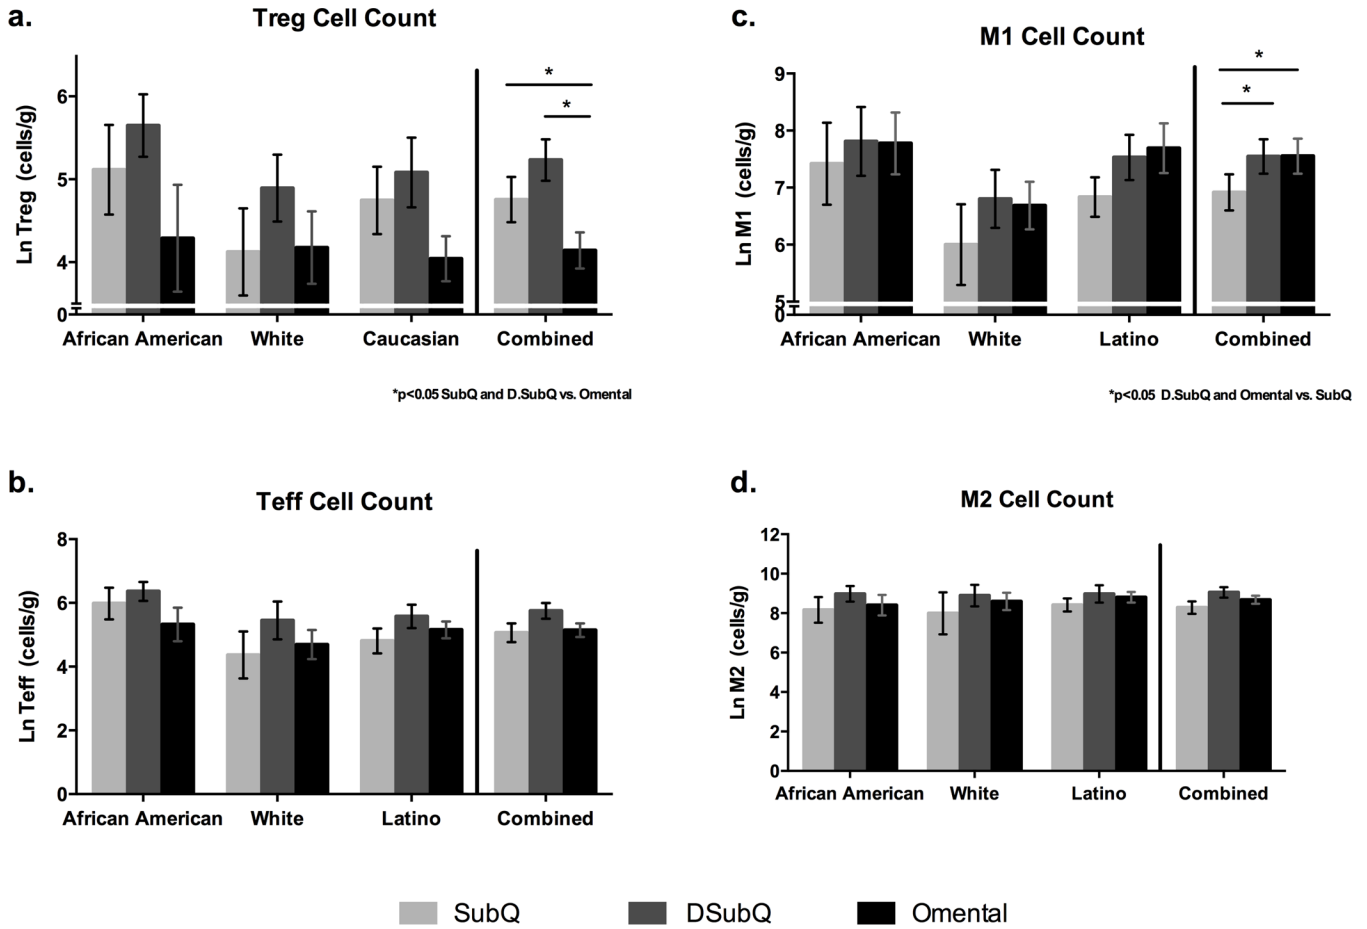 a.
Treg Cell Count
Ln Treg (cells/g)
6
5
4
0
* 
*
African American White Caucasian Combined
*p<0.05 SubQ and D.SubQ vs. Omental
c.
M1 Cell Count
Ln M1 (cells/g)
9
8
7
6
5
0
*
*
African American White Latino Combined
*p<0.05 D.SubQ and Omental vs. SubQ
b.
Teff Cell Count
Ln Teff (cells/g)
8
6
4
2
0
African American White Latino Combined
d.
M2 Cell Count
Ln M2 (cells/g)
12
10
8
6
4
2
0
African American White Latino Combined
SubQ DSubQ Omental